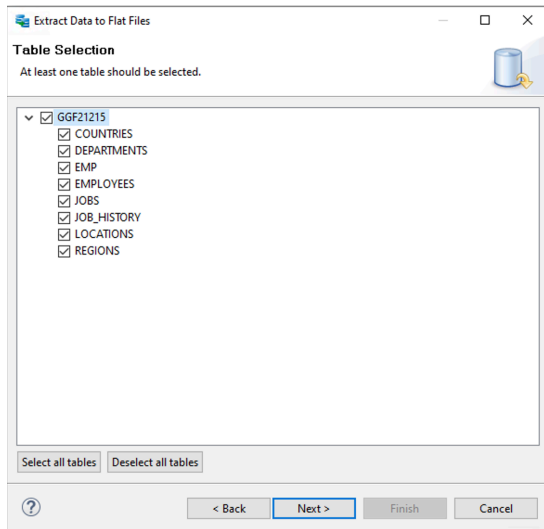 Extract Data to Flat Files
Table Selection
At least one table should be selected.
GGF21215
COUNTRIES
DEPARTMENTS
EMP
EMPLOYEES
JOBS
JOB_HISTORY
LOCATIONS
REGIONS
Select all tables Deselect all tables
? < Back Next > Finish Cancel